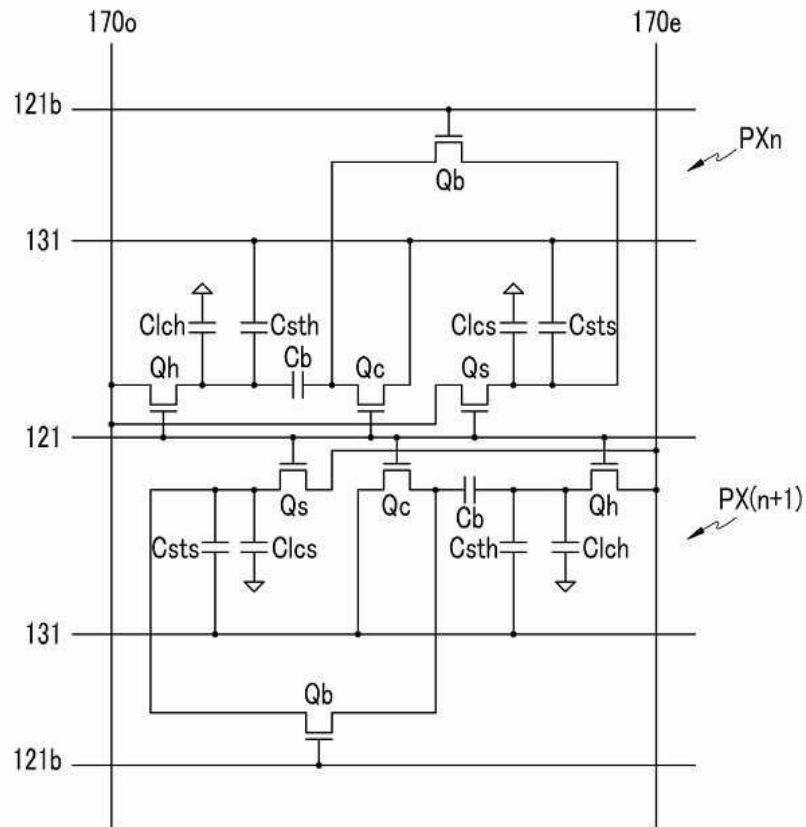 170o 170e
121b
PXn
Qb
131
Clch Csth Clcs Csts
Cb
Qh Qc Qs
121
Qs Qc Cb Qh PX(n+1)
Csts Clcs Csth Clch
131
Qb
121b